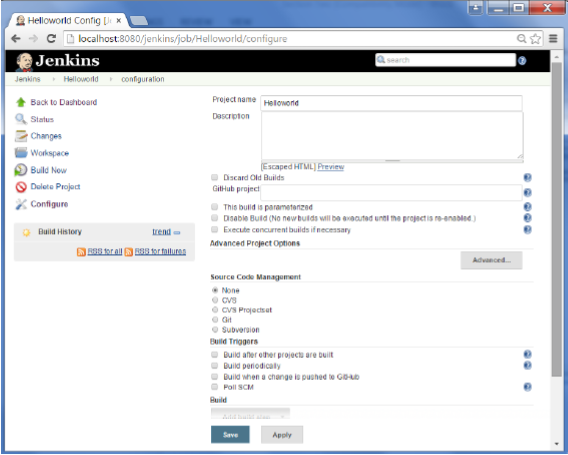 Helloworld Config [Je
localhost:8080/jenkins/job/Helloworld/configure
Jenkins
search
Jenkins Helloworld configuration
Back to Dashboard
Status
Changes
Workspace
Build Now
Delete Project
Configure
Build History trend
RSS for all RSS for failures
Project name Helloworld
Description
[Escaped HTML] Preview
Discard Old Builds
GitHub project
This build is parameterized
Disable Build (No new builds will be executed until the project is re-enabled.)
Execute concurrent builds if necessary
Advanced Project Options
Advanced...
Source Code Management
None
CVS
CVS Projectset
Git
Subversion
Build Triggers
Build after other projects are built
Build periodically
Build when a change is pushed to GitHub
Poll SCM
Build
Add build step
Save Apply